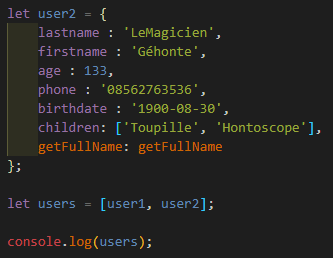 let user2 = {
lastname : 'LeMagicien',
firstname : 'Géhonte',
age : 133,
phone : '08562763536',
birthdate : '1900-08-30',
children: ['Toupille', 'Hontoscope'],
getFullName: getFullName
};
let users = [user1, user2];
console.log(users);